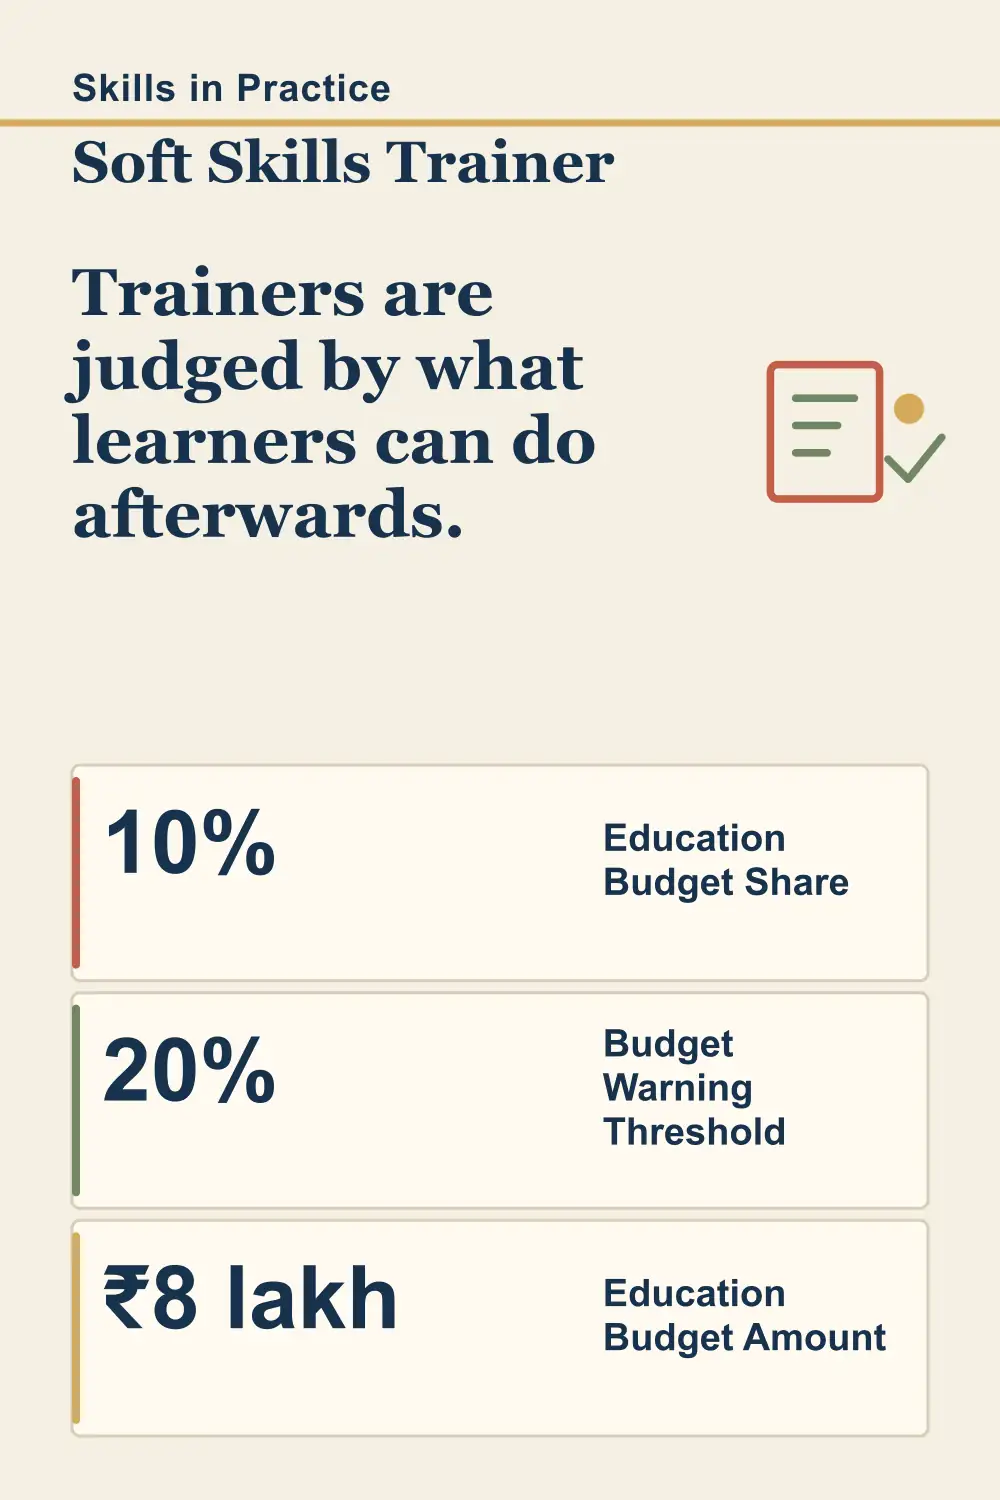 Skills in Practice
Soft Skills Trainer
Trainers are
judged by what
learners can do
afterwards.
10%
Education
Budget Share
20%
Budget
Warning
Threshold
₹8 lakh
Education
Budget Amount